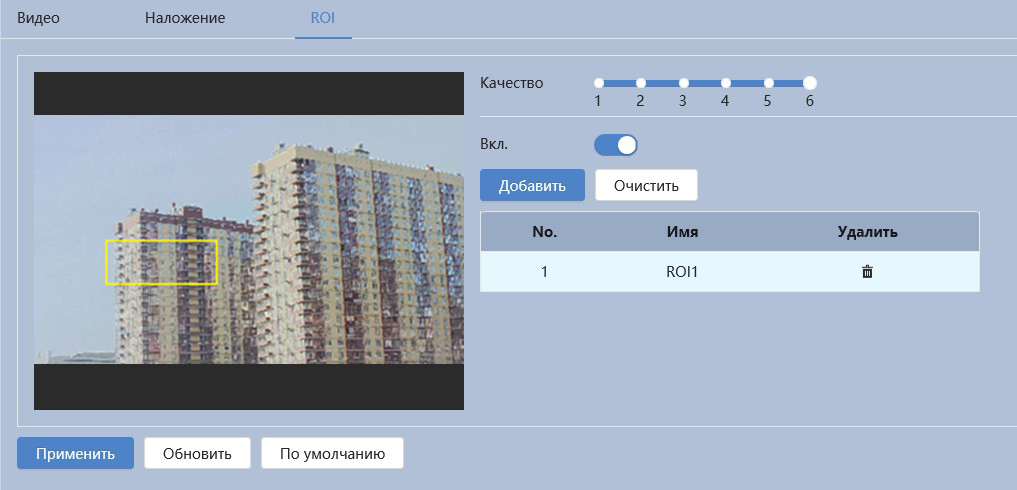 Видео Наложение ROI
Качество
1 2 3 4 5 6
Вкл.
Добавить Очистить
No. Имя Удалить
1 ROI1
Применить Обновить По умолчанию